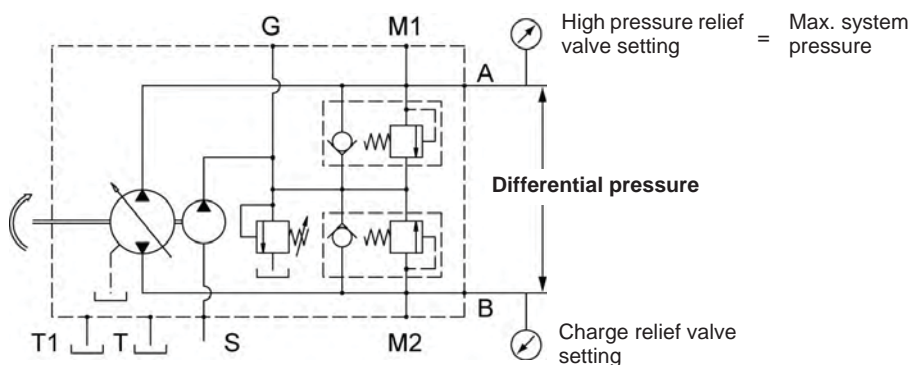 G
M1
High pressure relief
valve setting
=
Max. system
pressure
A
Differential pressure
B
T1
T
S
M2
Charge relief valve
setting